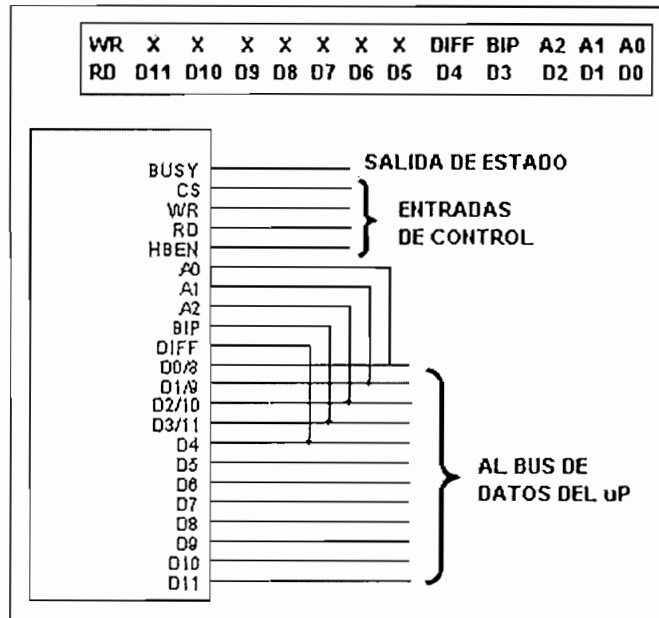 WR X X X X X X X DIFF BIP A2 A1 A0
RD D11 D10 D9 D8 D7 D6 D5 D4 D3 D2 D1 D0
BUSY
SALIDA DE ESTADO
CS
WR
RD
HBEN
ENTRADAS
DE CONTROL
A0
A1
A2
BIP
DIFF
D0/8
D1/9
D2/10
D3/11
D4
D5
D6
D7
D8
D9
D10
D11
AL BUS DE
DATOS DEL uP